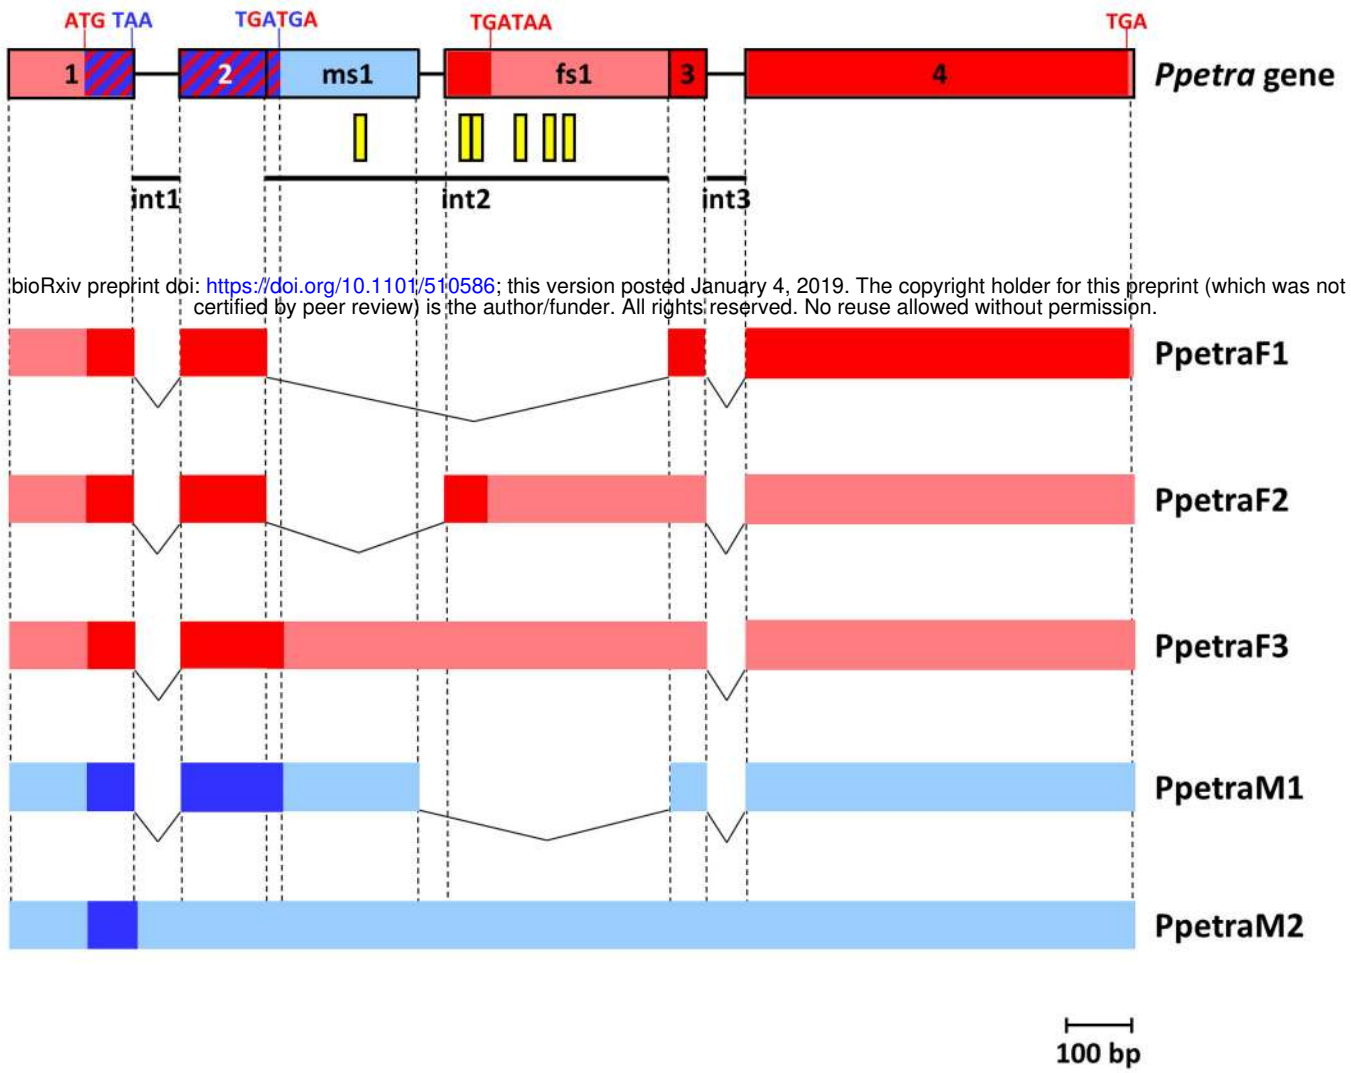 ATG TAA TGATGA TGATAA TGA
1 2 ms1 fs1 3 4 Ppetra gene
int1 int2 int3
bioRxiv preprint doi: https://doi.org/10.1101/510586; this version posted January 4, 2019. The copyright holder for this preprint (which was not
certified by peer review) is the author/funder. All rights reserved. No reuse allowed without permission.
PpetraF1
PpetraF2
PpetraF3
PpetraM1
PpetraM2
100 bp